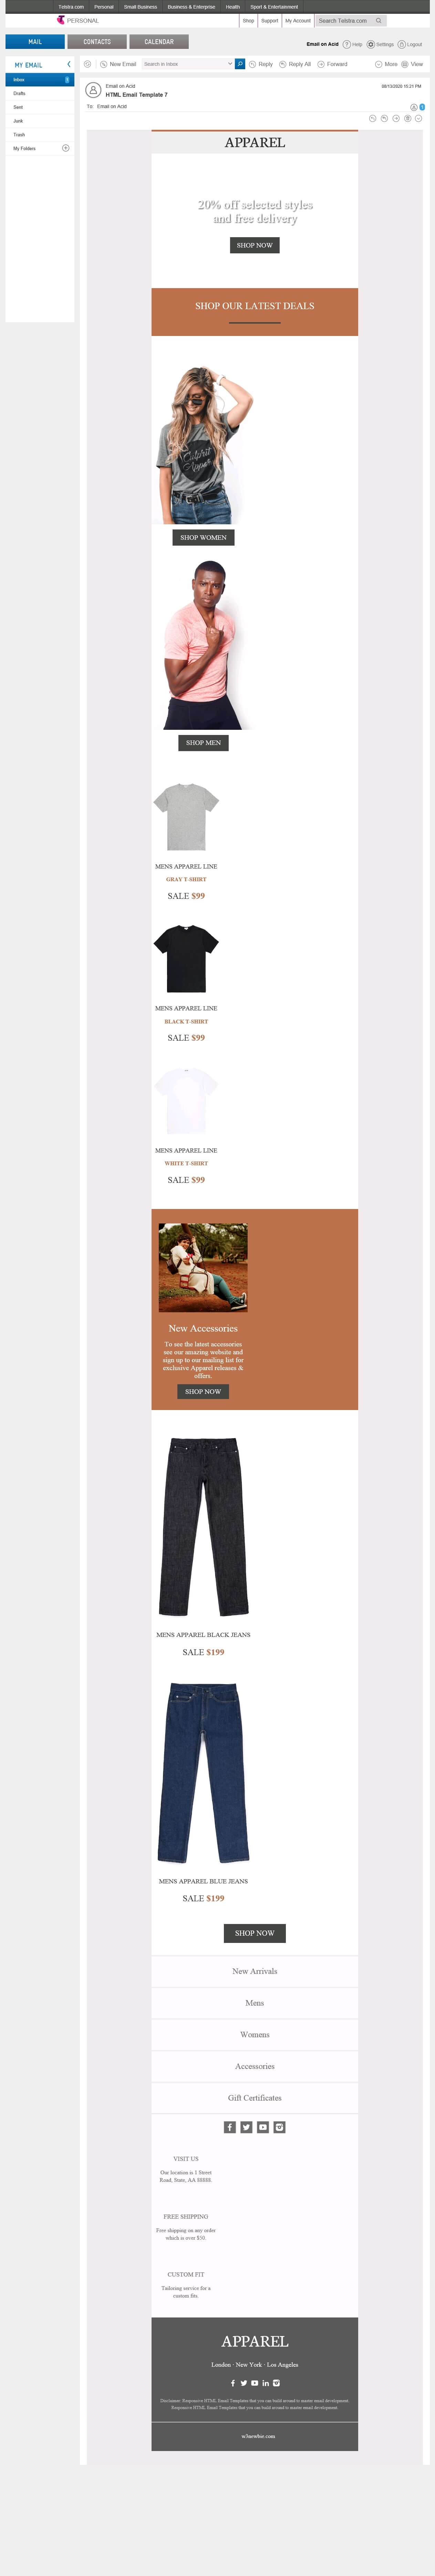 Telstra.com Personal Small Business Business & Enterprise Health Sport & Entertainment
PERSONAL Shop Support My Account Search Telstra.com
MAIL CONTACTS CALENDAR Email on Acid Help Settings Logout
MY EMAIL New Email Search in Inbox Reply Reply All Forward More View
Inbox
Drafts
Sent
Junk
Trash
My Folders
Email on Acid 08/13/2020 10:21 PM
HTML Email Template 7
To: Email on Acid
APPAREL
20% off selected styles
and free delivery
SHOP NOW
SHOP OUR LATEST DEALS
SHOP WOMEN
SHOP MEN
MENS APPAREL LINE
GRAY T-SHIRT
SALE $99
MENS APPAREL LINE
BLACK T-SHIRT
SALE $99
MENS APPAREL LINE
WHITE T-SHIRT
SALE $99
New Accessories
To see the latest accessories
see our amazing website and
sign up to our mailing list for
exclusive Apparel releases &
offers.
SHOP NOW
MENS APPAREL BLACK JEANS
SALE $199
MENS APPAREL BLUE JEANS
SALE $199
SHOP NOW
New Arrivals
Mens
Womens
Accessories
Gift Certificates
VISIT US
Our location is 1 Street
Road, State, AA 88888.
FREE SHIPPING
Free shipping on any order
which is over $50.
CUSTOM FIT
Tailoring service for a
custom fits.
APPAREL
London · New York · Los Angeles
Disclaimer: Responsive HTML Email Templates that you can build around to master email development.
Responsive HTML Email Templates that you can build around to master email development.
w3newbie.com